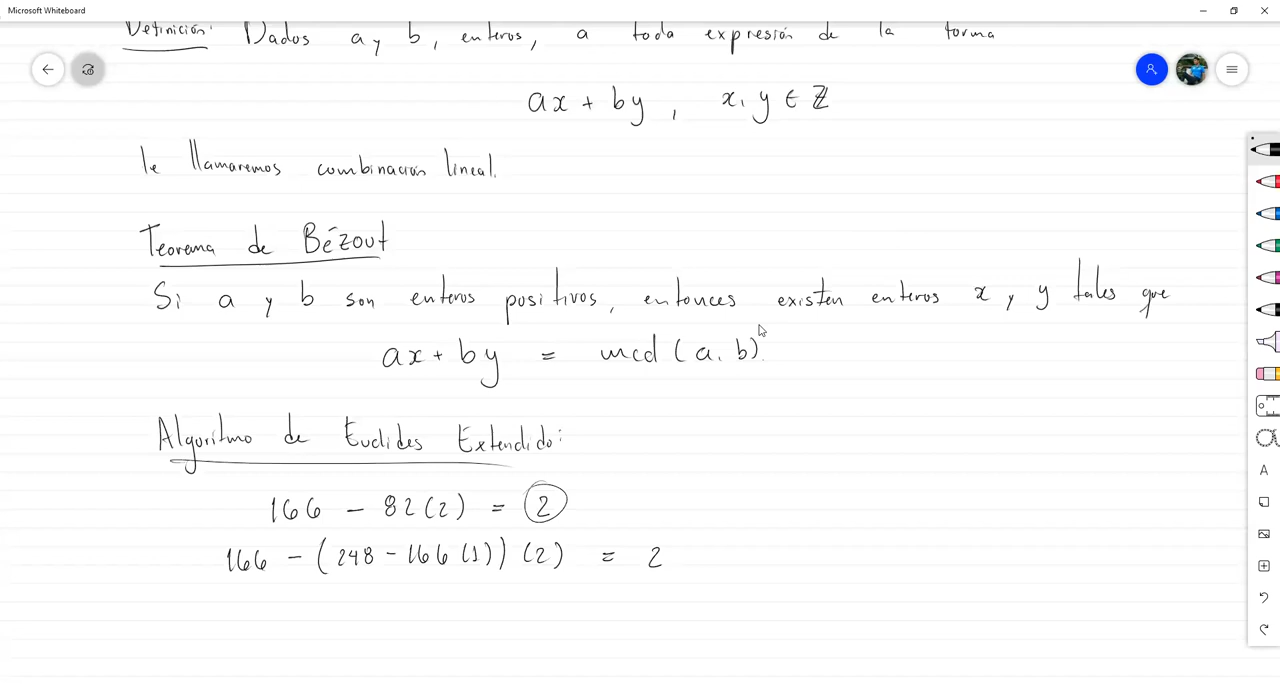 Microsoft Whiteboard
Definición: Dados a y b, enteros, a toda expresión de la forma
ax + by , x, y ∈ ℤ
le llamaremos combinación lineal.
Teorema de Bézout
Si a y b son enteros positivos, entonces existen enteros x, y y tales que
ax + by = mcd (a, b).
Algoritmo de Euclides Extendido:
166 - 82(2) = 2
166 - (248 - 166(1))(2) = 2
A